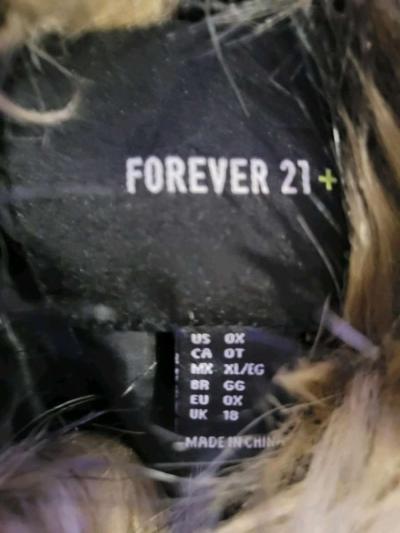 FOREVER 21+
US 0X
CA 0T
MX XL/EG
BR GG
EU 0X
UK 18
MADE IN CHINA